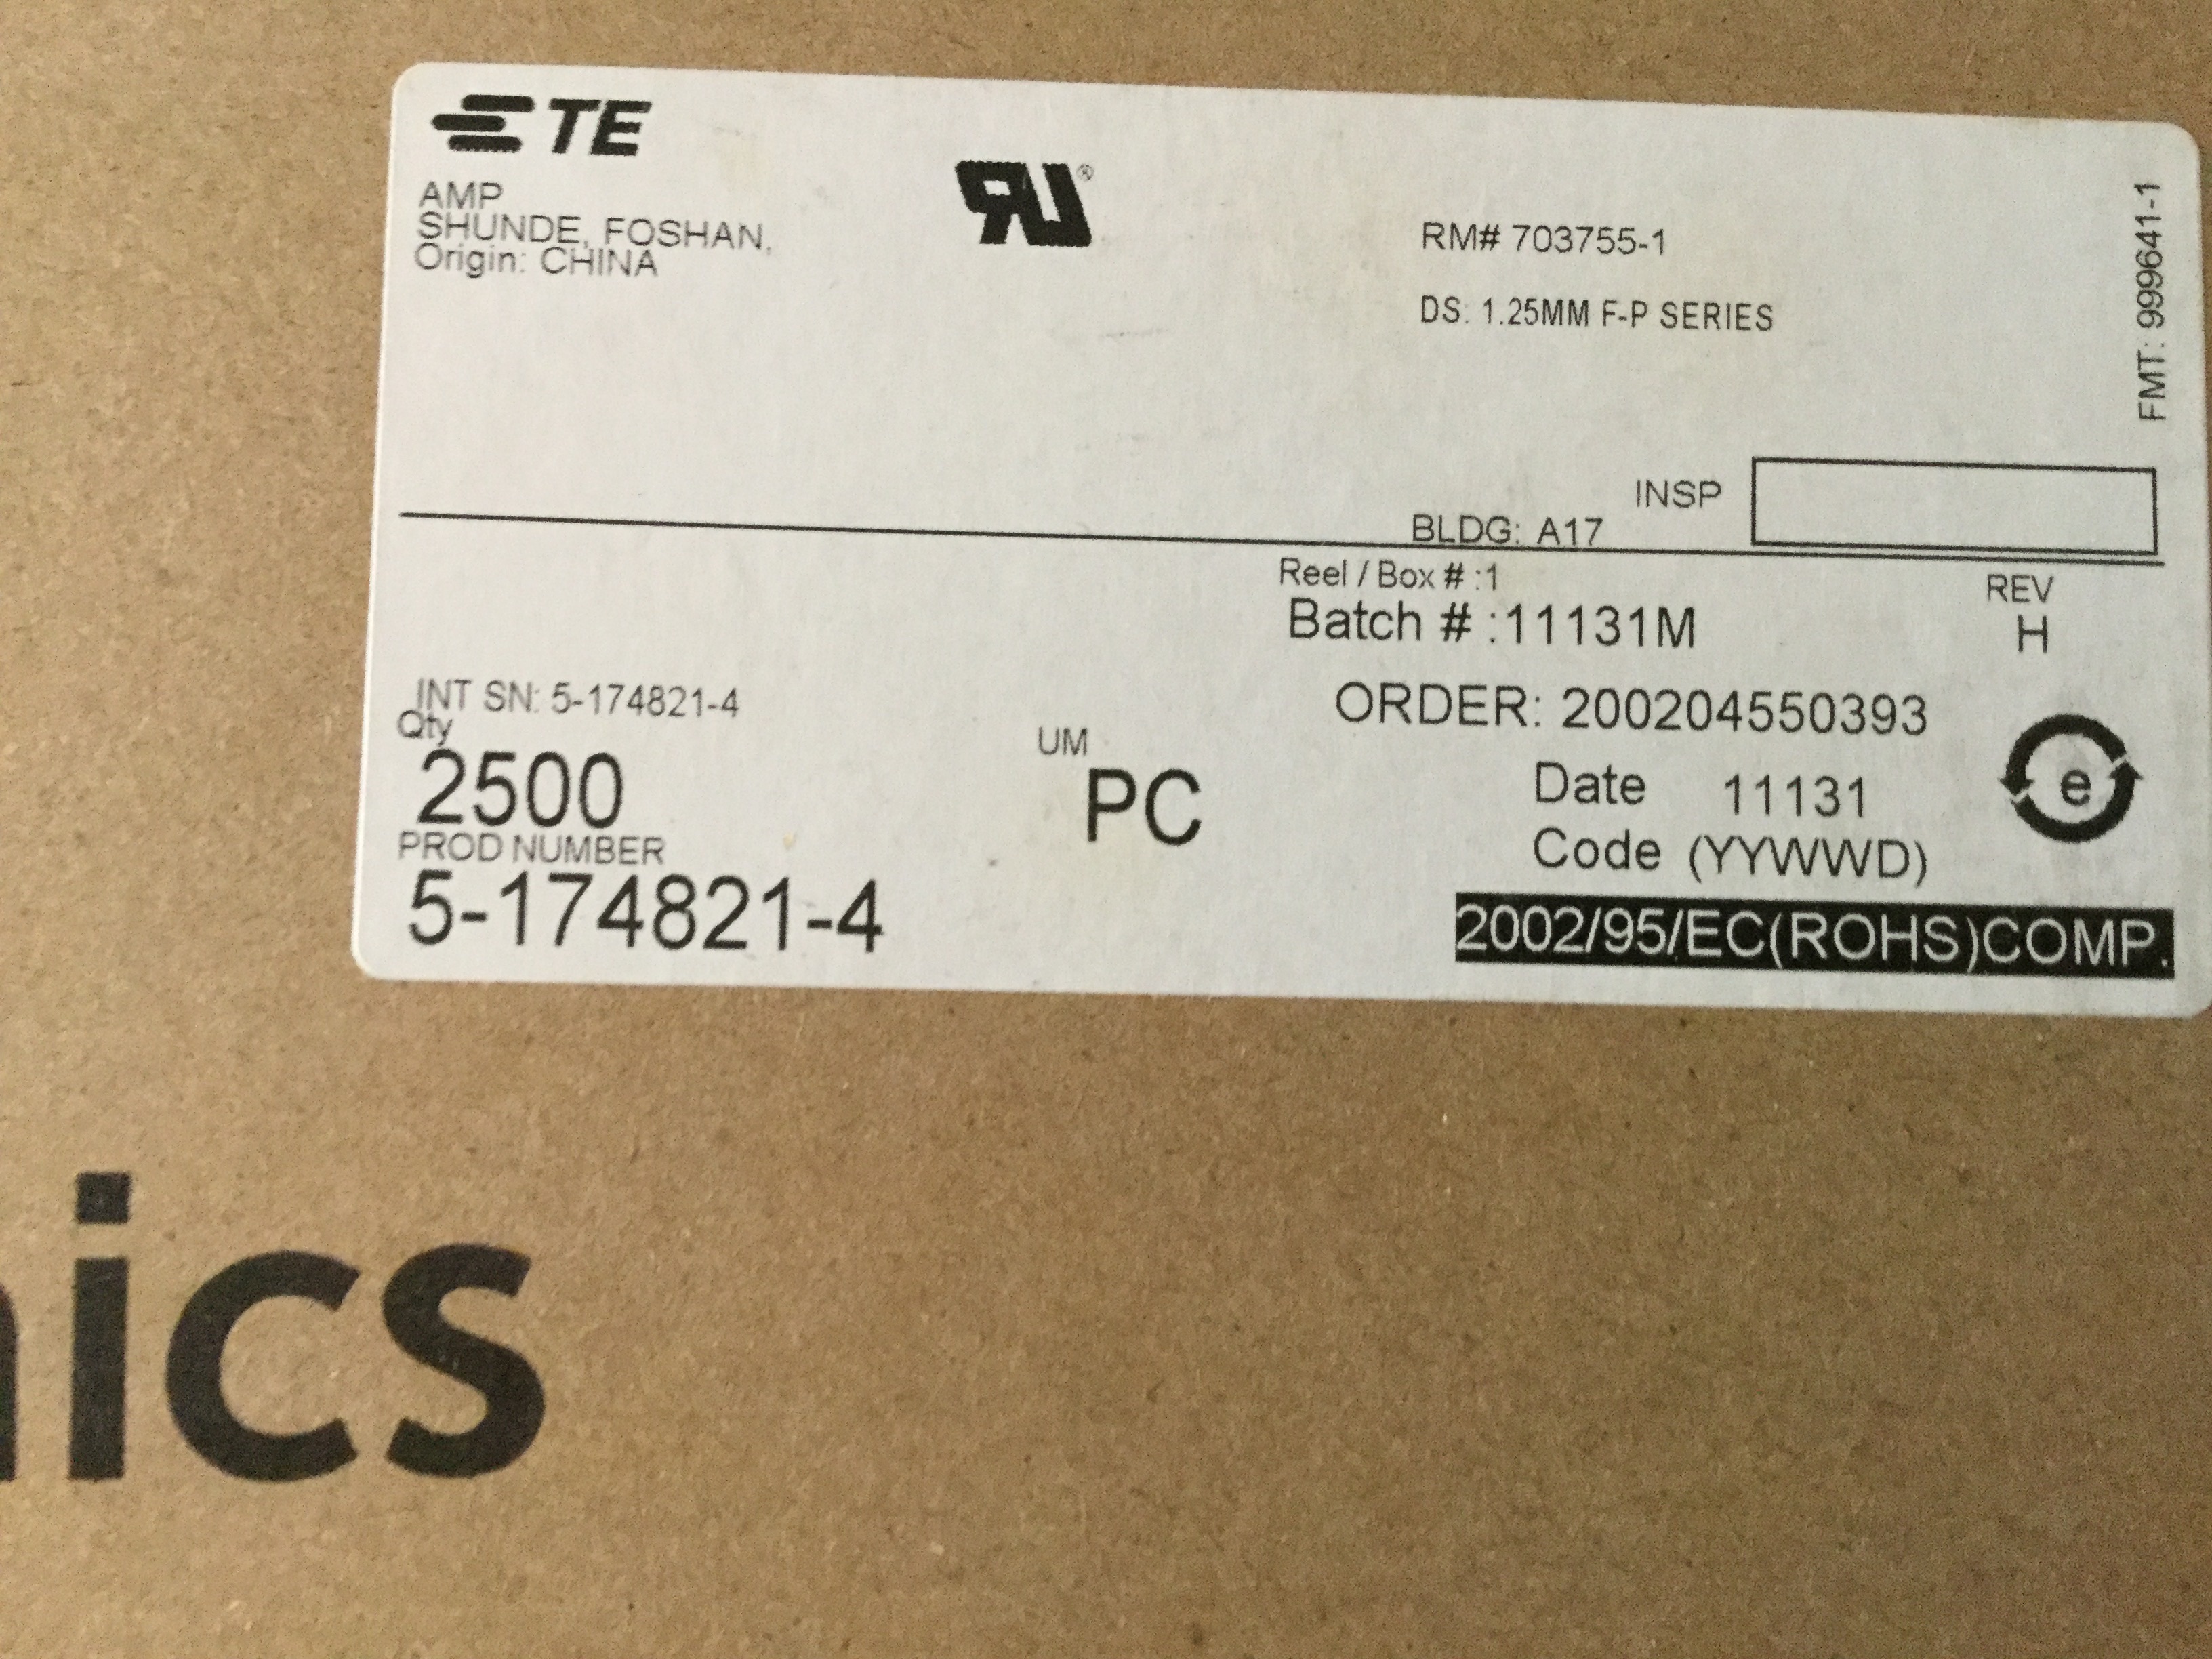 TE
AMP
SHUNDE, FOSHAN,
Origin: CHINA
RU®
RM# 703755-1
DS: 1.25MM F-P SERIES
FMT: 999641-1
INSP
BLDG: A17
Reel / Box # :1
Batch # :11131M
REV
H
INT SN: 5-174821-4
Qty
2500
UM
PC
ORDER: 200204550393
Date 11131
Code (YYWWD)
e
PROD NUMBER
5-174821-4
2002/95/EC(ROHS)COMP.
ics